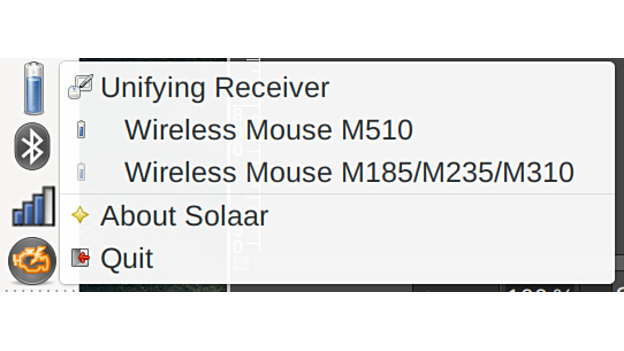 Unifying Receiver
Wireless Mouse M510
Wireless Mouse M185/M235/M310
About Solaar
Quit